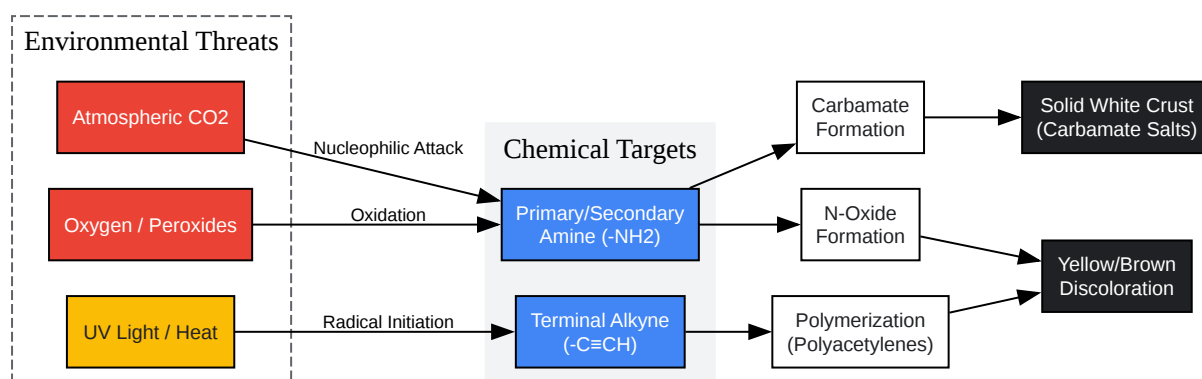 Environmental Threats
Atmospheric CO2
Nucleophilic Attack
Oxygen / Peroxides
Oxidation
UV Light / Heat
Radical Initiation
Chemical Targets
Primary/Secondary
Amine (-NH2)
Terminal Alkyne
(-C≡CH)
Carbamate
Formation
N-Oxide
Formation
Polymerization
(Polyacetylenes)
Solid White Crust
(Carbamate Salts)
Yellow/Brown
Discoloration